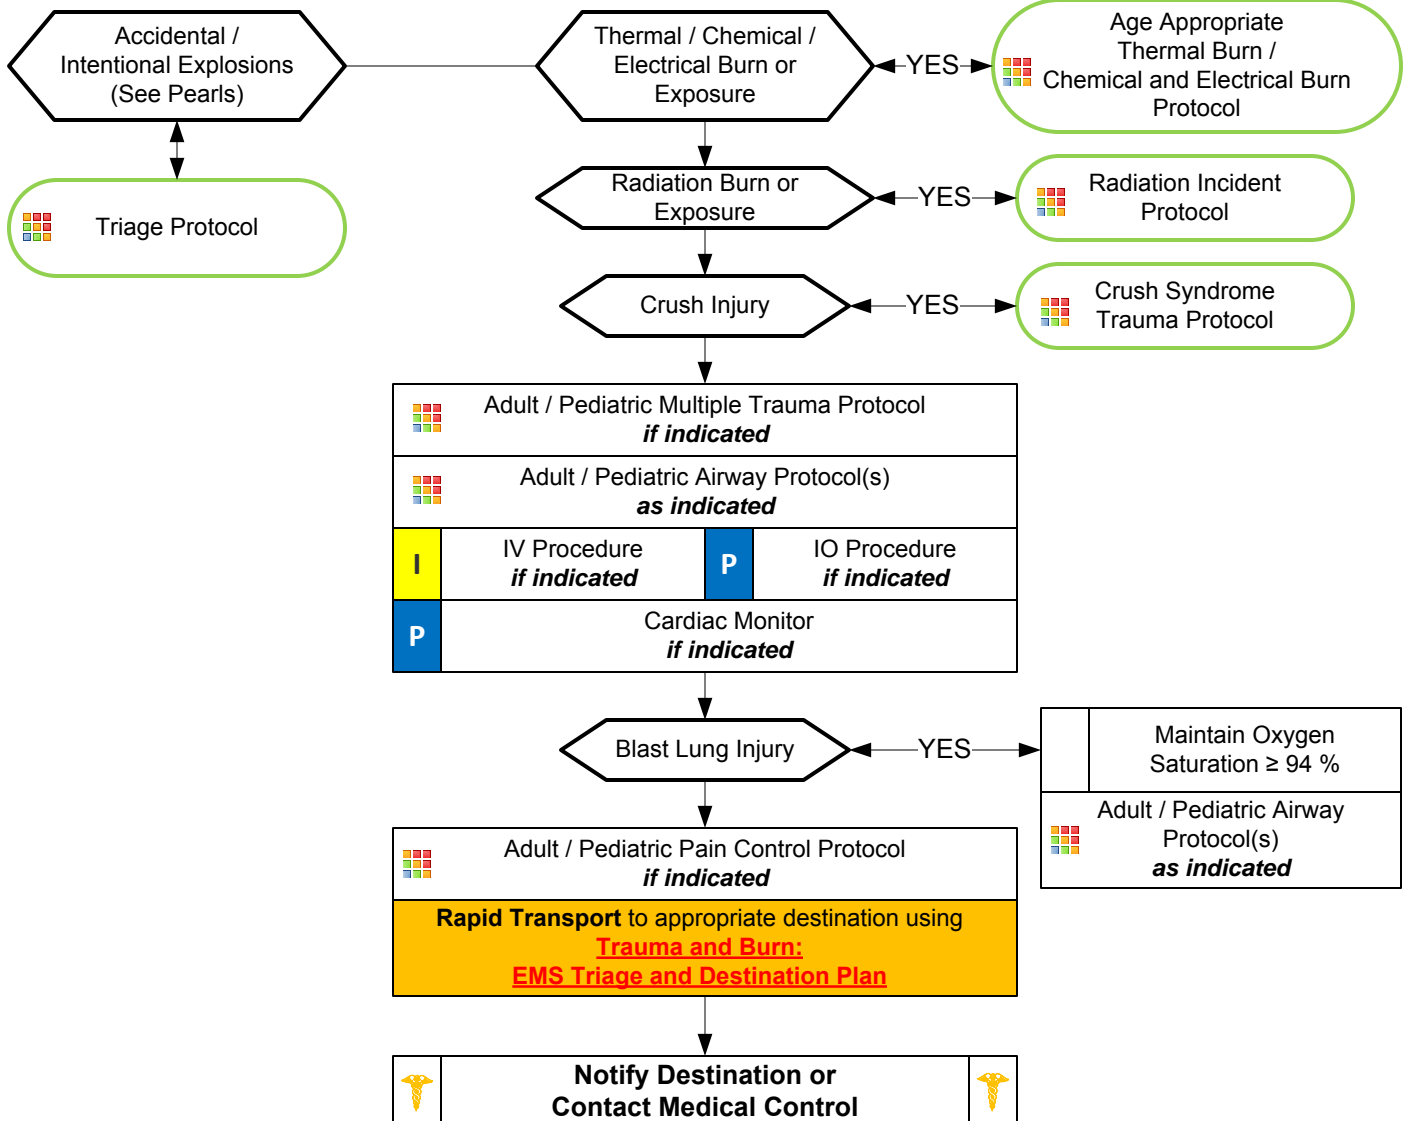 Accidental /
Intentional Explosions
(See Pearls)
Thermal / Chemical /
Electrical Burn or
Exposure
YES
Age Appropriate
Thermal Burn /
Chemical and Electrical Burn
Protocol
Triage Protocol
Radiation Burn or
Exposure
YES
Radiation Incident
Protocol
Crush Injury
YES
Crush Syndrome
Trauma Protocol
Adult / Pediatric Multiple Trauma Protocol
if indicated
Adult / Pediatric Airway Protocol(s)
as indicated
I
IV Procedure
if indicated
P
IO Procedure
if indicated
P
Cardiac Monitor
if indicated
Blast Lung Injury
YES
Maintain Oxygen
Saturation ≥ 94 %
Adult / Pediatric Airway
Protocol(s)
as indicated
Adult / Pediatric Pain Control Protocol
if indicated
Rapid Transport to appropriate destination using
Trauma and Burn:
EMS Triage and Destination Plan
Notify Destination or
Contact Medical Control